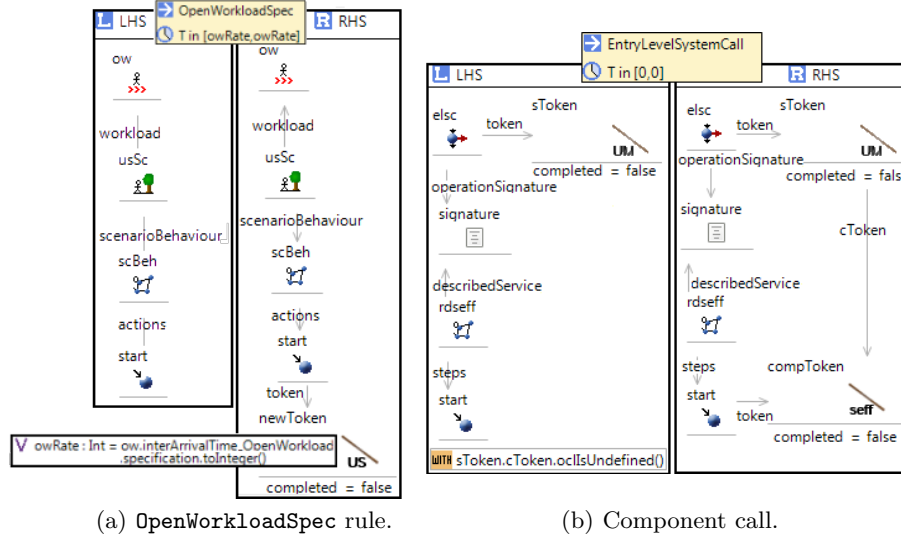 OpenWorkloadSpec
T in [owRate,owRate]
L LHS
R RHS
ow
workload
usSc
scenarioBehaviour
scBeh
actions
start
ow
workload
usSc
scenarioBehaviour
scBeh
actions
start
token
newToken
US
completed = false
V owRate : Int = ow.interArrivalTime_OpenWorkload
.specification.toInteger()
(a) OpenWorkloadSpec rule.
EntryLevelSystemCall
T in [0,0]
L LHS
R RHS
elsc
token
sToken
UM
completed = false
operationSignature
signature
describedService
rdseff
steps
start
WITH sToken.cToken.oclIsUndefined()
elsc
token
sToken
UM
completed = fals
operationSignature
signature
cToken
describedService
rdseff
steps
start
token
compToken
seff
completed = false
(b) Component call.